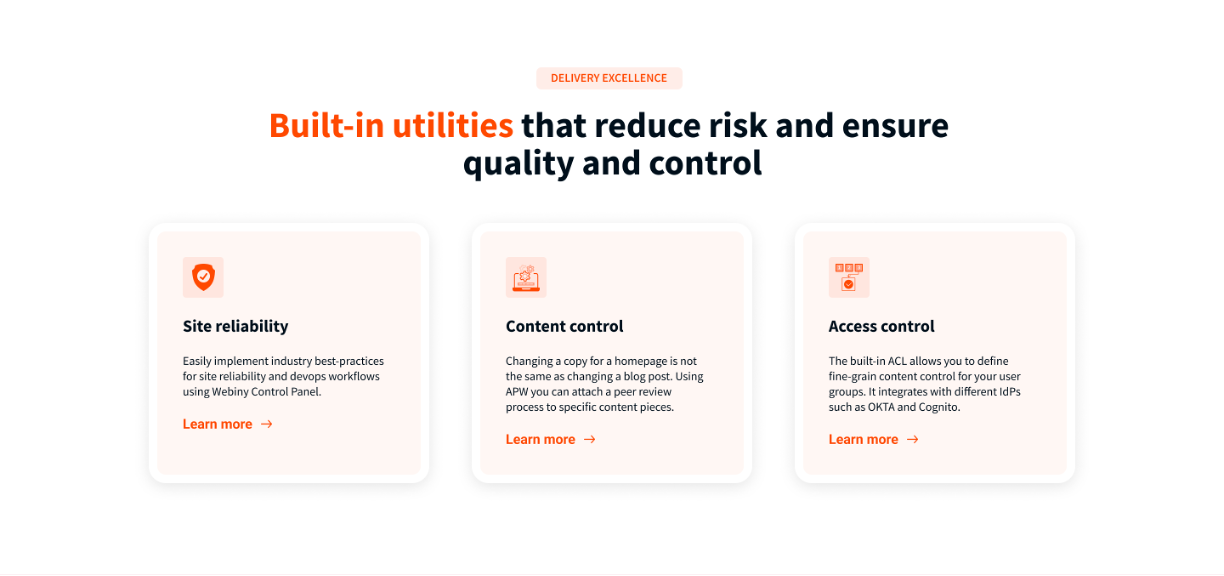 DELIVERY EXCELLENCE
Built-in utilities that reduce risk and ensure
quality and control
Site reliability
Easily implement industry best-practices
for site reliability and devops workflows
using Webiny Control Panel.
Learn more
Content control
Changing a copy for a homepage is not
the same as changing a blog post. Using
APW you can attach a peer review
process to specific content pieces.
Learn more
Access control
The built-in ACL allows you to define
fine-grain content control for your user
groups. It integrates with different IdPs
such as OKTA and Cognito.
Learn more